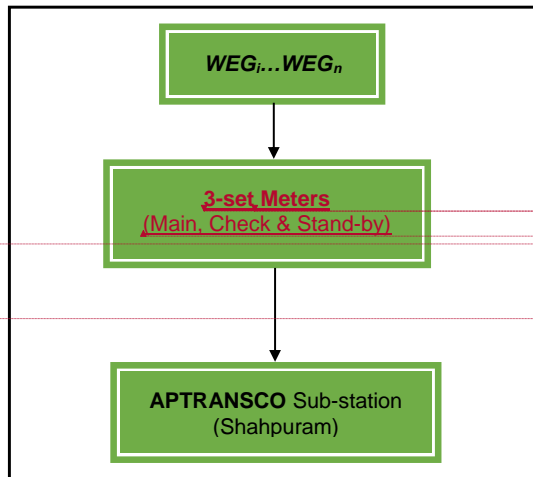 WEGi...WEGn
3-set Meters
(Main, Check & Stand-by)
APTRANSCO Sub-station
(Shahpuram)